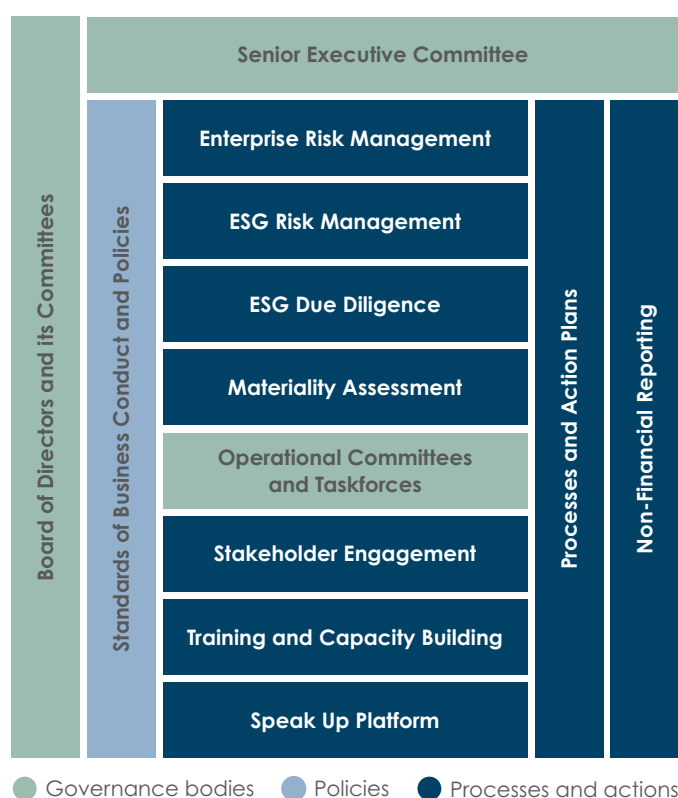 Senior Executive Committee
Board of Directors and its Committees
Standards of Business Conduct and Policies
Enterprise Risk Management
ESG Risk Management
ESG Due Diligence
Materiality Assessment
Operational Committees
and Taskforces
Stakeholder Engagement
Training and Capacity Building
Speak Up Platform
Processes and Action Plans
Non-Financial Reporting
Governance bodies
Policies
Processes and actions